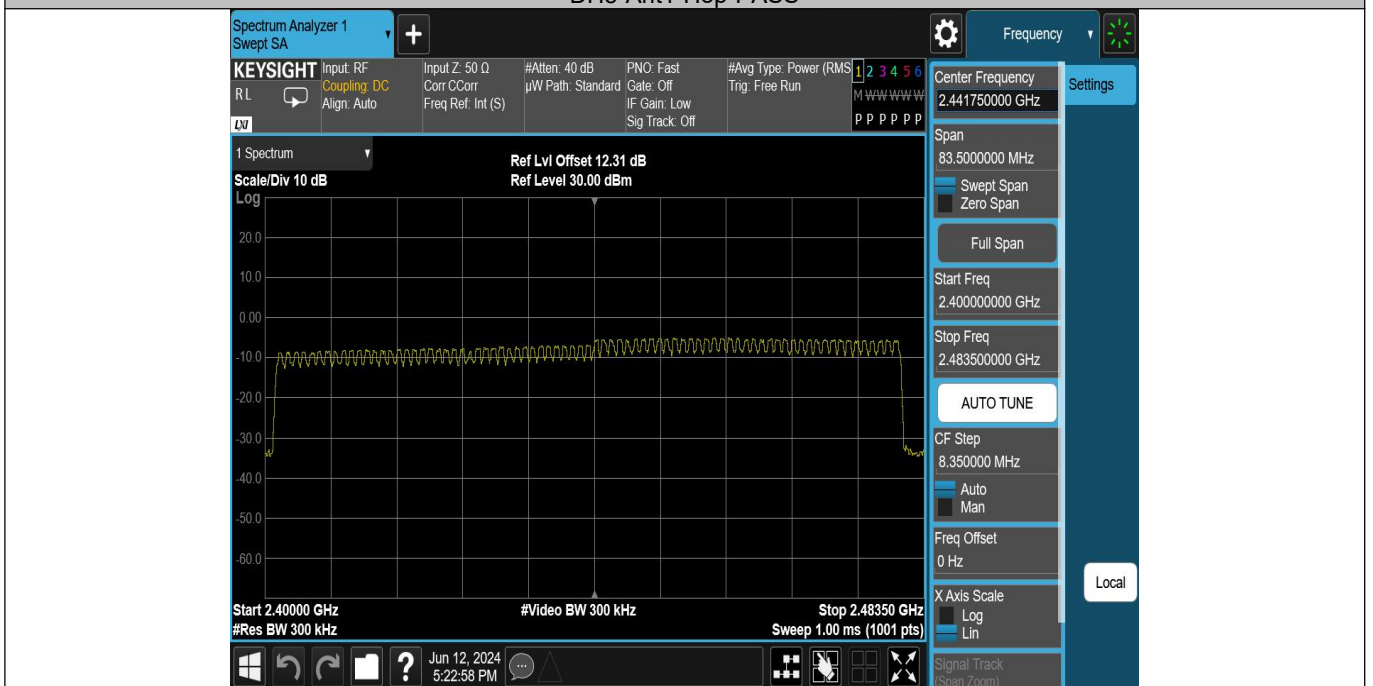 Spectrum Analyzer 1
Swept SA
Frequency
KEYSIGHT
RL
LXI
Input: RF
Coupling: DC
Align: Auto
Input Z: 50 Ω
Corr CCorr
Freq Ref: Int (S)
#Atten: 40 dB
µW Path: Standard
PNO: Fast
Gate: Off
IF Gain: Low
Sig Track: Off
#Avg Type: Power (RMS
Trig: Free Run
1 2 3 4 5 6
M W W W W W
P P P P P P
1 Spectrum
Scale/Div 10 dB
Ref Lvl Offset 12.31 dB
Ref Level 30.00 dBm
Log
20.0
10.0
0.00
-10.0
-20.0
-30.0
-40.0
-50.0
-60.0
Start 2.40000 GHz
#Res BW 300 kHz
#Video BW 300 kHz
Stop 2.48350 GHz
Sweep 1.00 ms (1001 pts)
Center Frequency
2.441750000 GHz
Settings
Span
83.5000000 MHz
Swept Span
Zero Span
Full Span
Start Freq
2.400000000 GHz
Stop Freq
2.483500000 GHz
AUTO TUNE
CF Step
8.350000 MHz
Auto
Man
Freq Offset
0 Hz
X Axis Scale
Log
Lin
Local
Signal Track
(Span Zoom)
?
Jun 12, 2024
5:22:58 PM